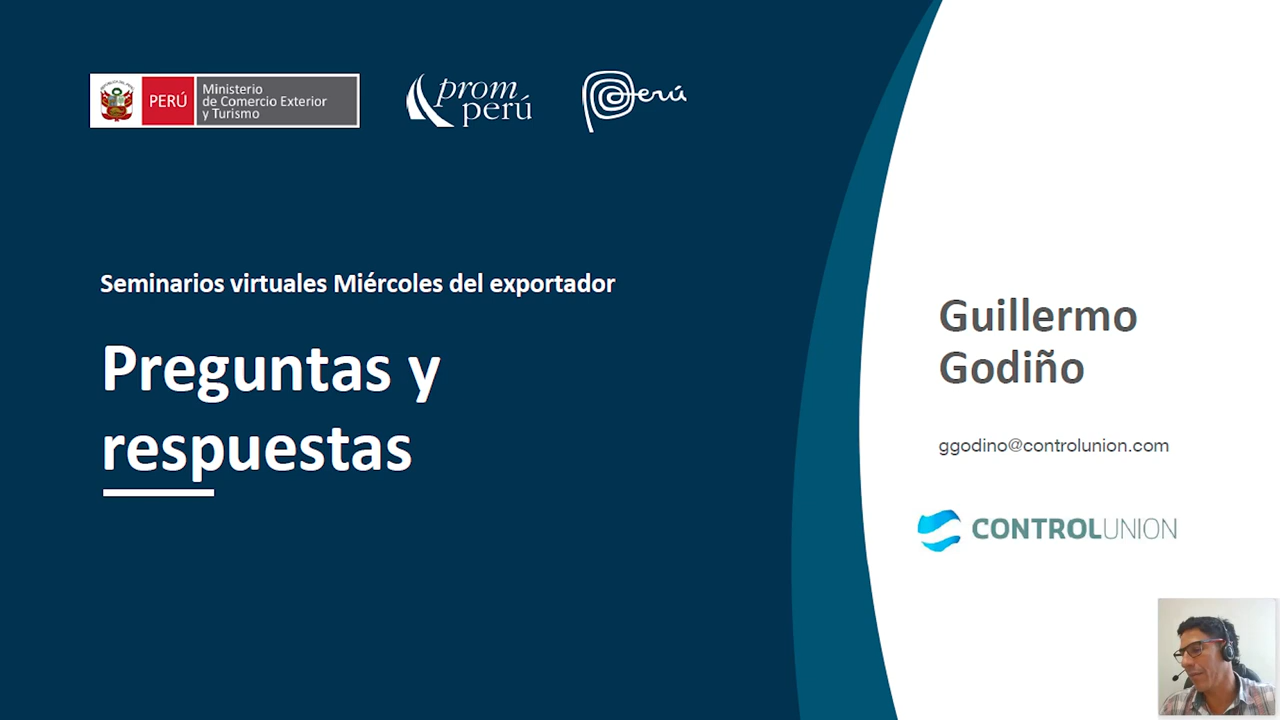 PERÚ
Ministerio
de Comercio Exterior
y Turismo
prom
perú
Perú
Seminarios virtuales Miércoles del exportador
Preguntas y
respuestas
Guillermo
Godiño
ggodino@controlunion.com
CONTROLUNION